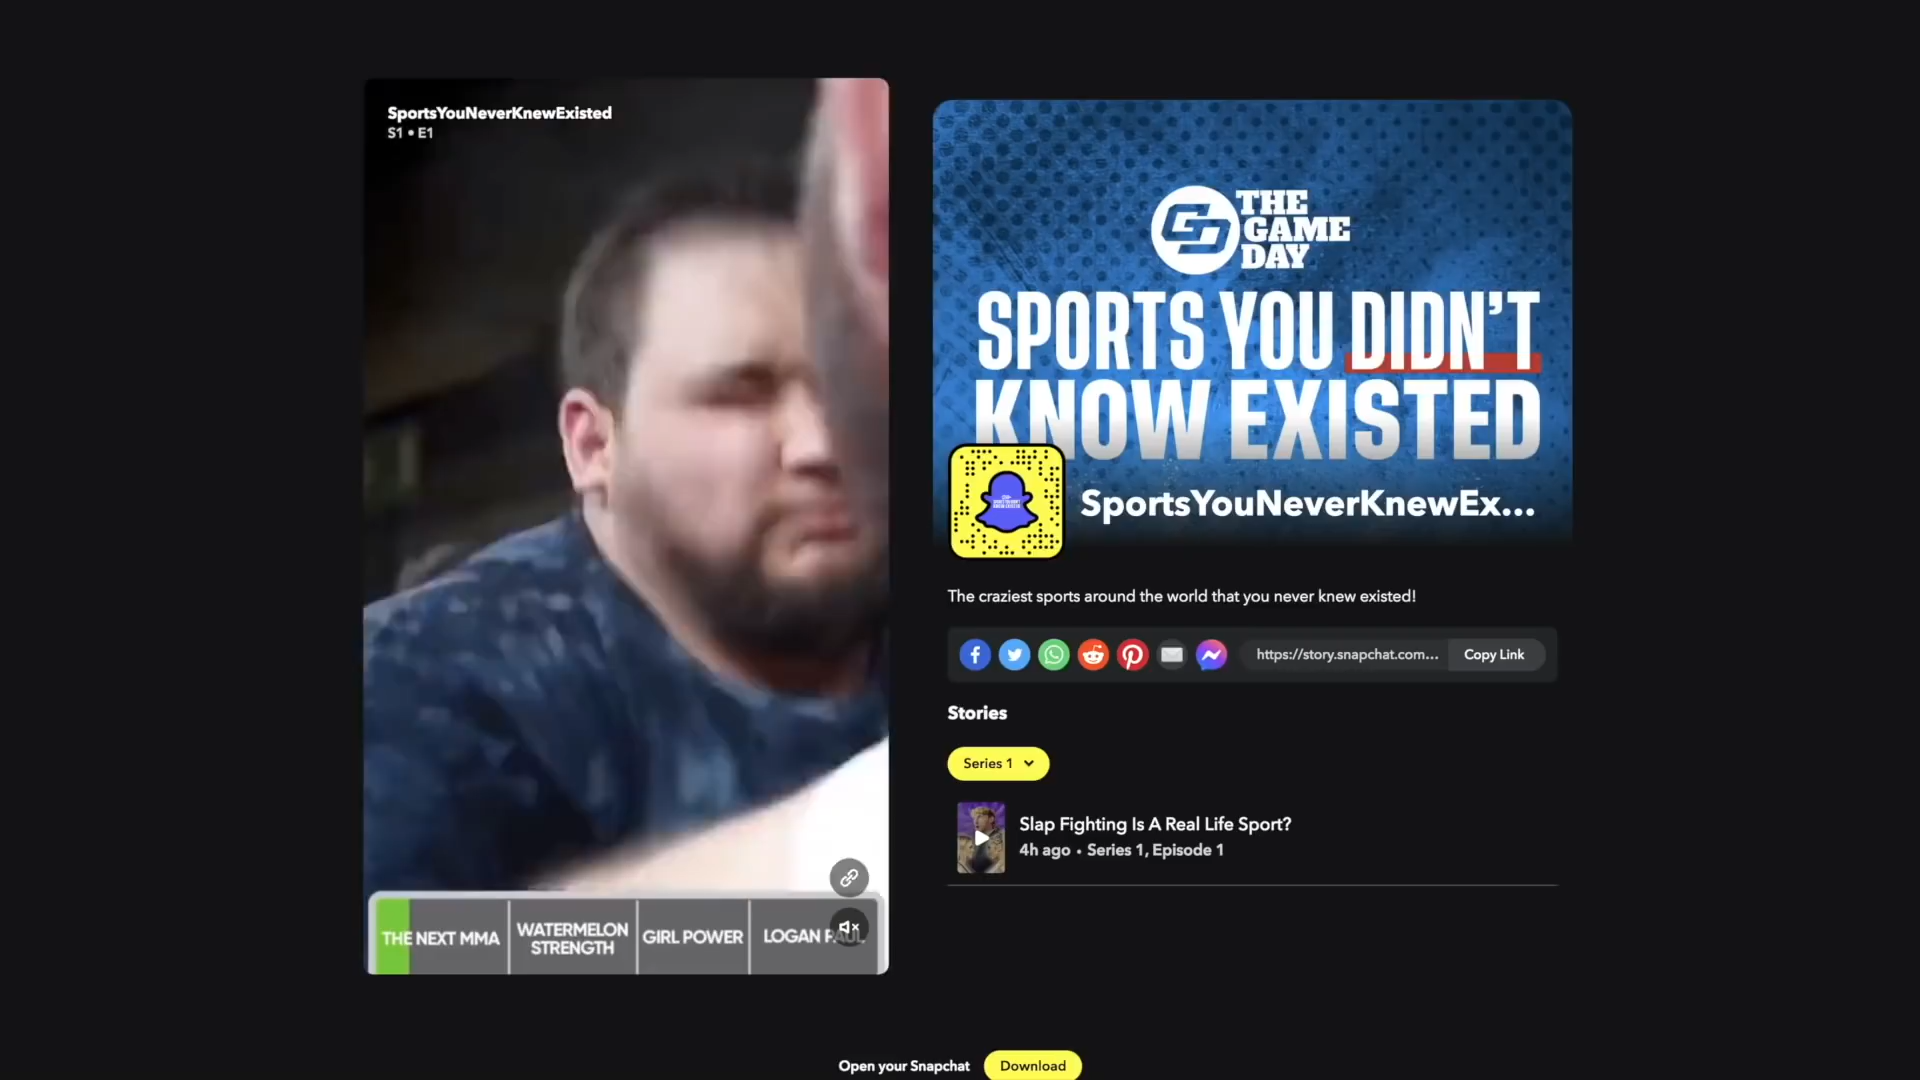 SportsYouNeverKnewExisted
S1 • E1
THE NEXT MMA
WATERMELON
STRENGTH
GIRL POWER
LOGAN PAUL
THE
GAME
DAY
SPORTS YOU DIDN'T
KNOW EXISTED
SportsYouNeverKnewEx...
The craziest sports around the world that you never knew existed!
https://story.snapchat.com... Copy Link
Stories
Series 1
Slap Fighting Is A Real Life Sport?
4h ago • Series 1, Episode 1
Open your Snapchat Download